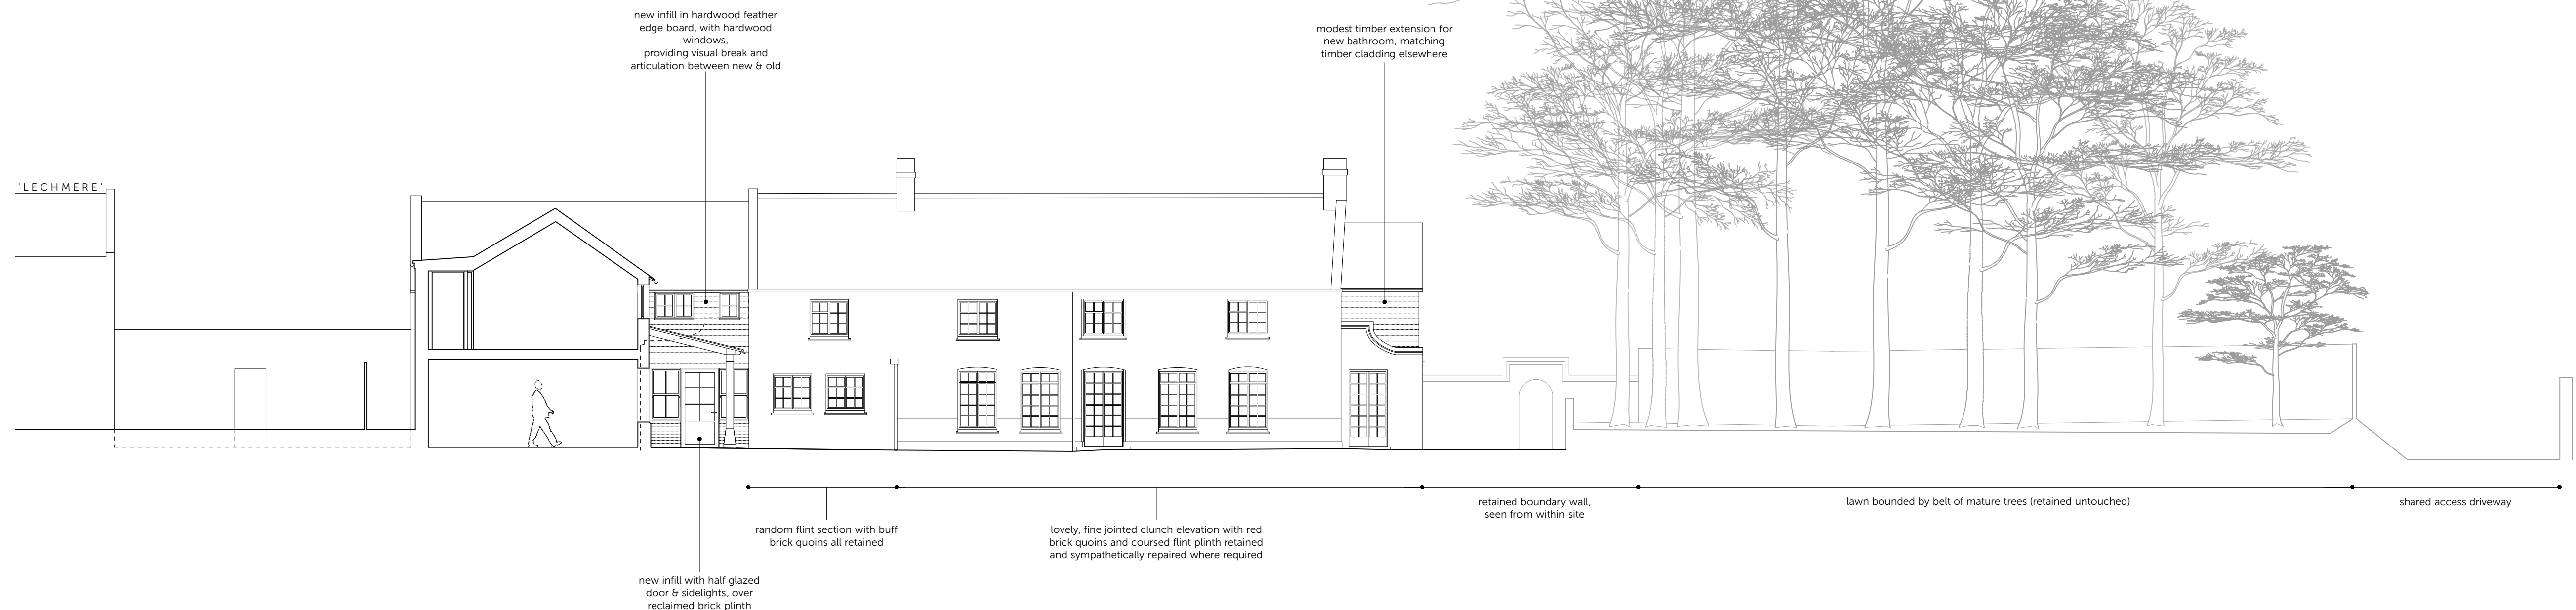 new infill in hardwood feather
edge board, with hardwood
windows,
providing visual break and
articulation between new & old
modest timber extension for
new bathroom, matching
timber cladding elsewhere
'LECHMERE'
random flint section with buff
brick quoins all retained
lovely, fine jointed clunch elevation with red
brick quoins and coursed flint plinth retained
and sympathetically repaired where required
retained boundary wall,
seen from within site
lawn bounded by belt of mature trees (retained untouched)
shared access driveway
new infill with half glazed
door & sidelights, over
reclaimed brick plinth